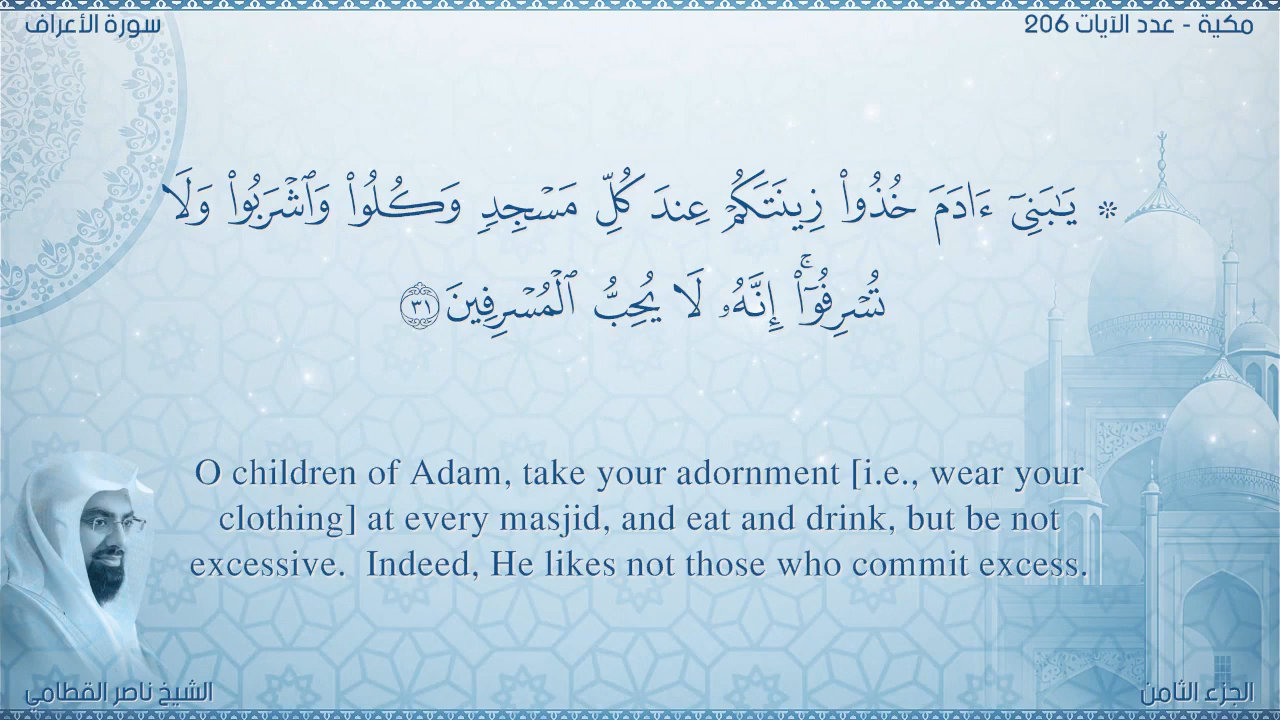 سورة الأعراف
مكية - عدد الآيات 206
۞ يَـٰبَنِىٓ ءَادَمَ خُذُوا۟ زِينَتَكُمْ عِندَ كُلِّ مَسْجِدٍ وَكُلُوا۟ وَٱشْرَبُوا۟ وَلَا
تُسْرِفُوٓا۟ ۚ إِنَّهُۥ لَا يُحِبُّ ٱلْمُسْرِفِينَ ٣١
O children of Adam, take your adornment [i.e., wear your
clothing] at every masjid, and eat and drink, but be not
excessive.  Indeed, He likes not those who commit excess.
الشيخ ناصر القطامي
الجزء الثامن